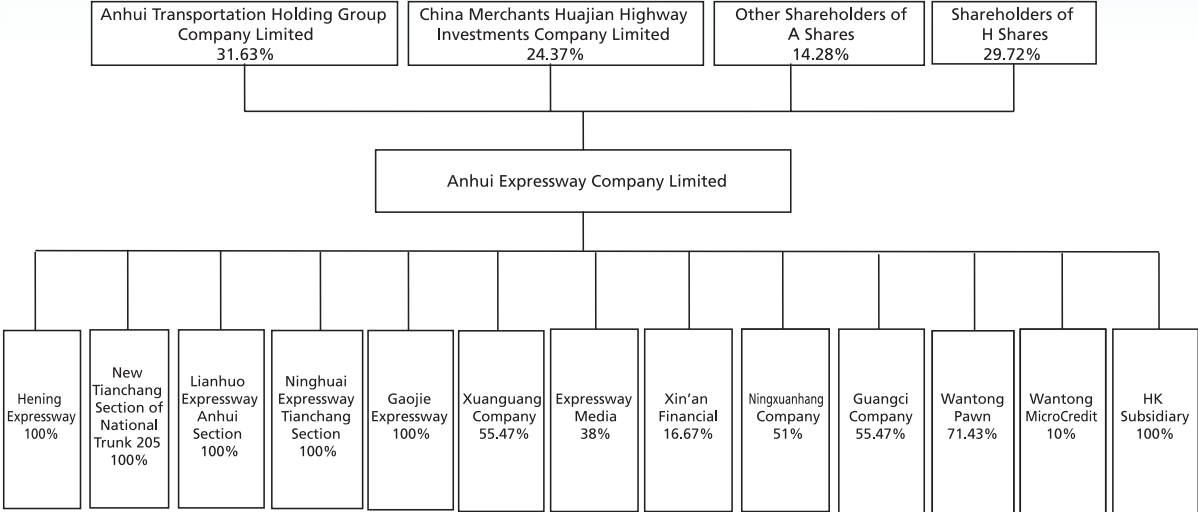 Anhui Transportation Holding Group
Company Limited
31.63%
China Merchants Huajian Highway
Investments Company Limited
24.37%
Other Shareholders of
A Shares
14.28%
Shareholders of
H Shares
29.72%
Anhui Expressway Company Limited
Hening
Expressway
100%
New
Tianchang
Section of
National
Trunk 205
100%
Lianhuo
Expressway
Anhui
Section
100%
Ninghuai
Expressway
Tianchang
Section
100%
Gaojie
Expressway
100%
Xuanguang
Company
55.47%
Expressway
Media
38%
Xin’an
Financial
16.67%
Ningxuanhang
Company
51%
Guangci
Company
55.47%
Wantong
Pawn
71.43%
Wantong
MicroCredit
10%
HK
Subsidiary
100%